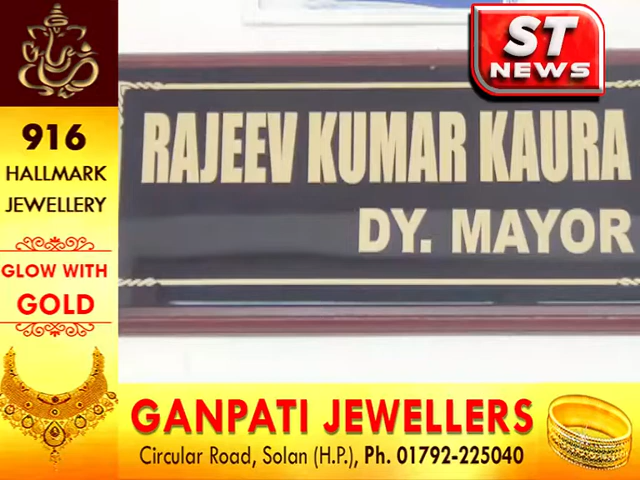 916
HALLMARK
JEWELLERY
GLOW WITH
GOLD
ST
NEWS
RAJEEV KUMAR KAURA
DY. MAYOR
GANPATI JEWELLERS
Circular Road, Solan (H.P.), Ph. 01792-225040